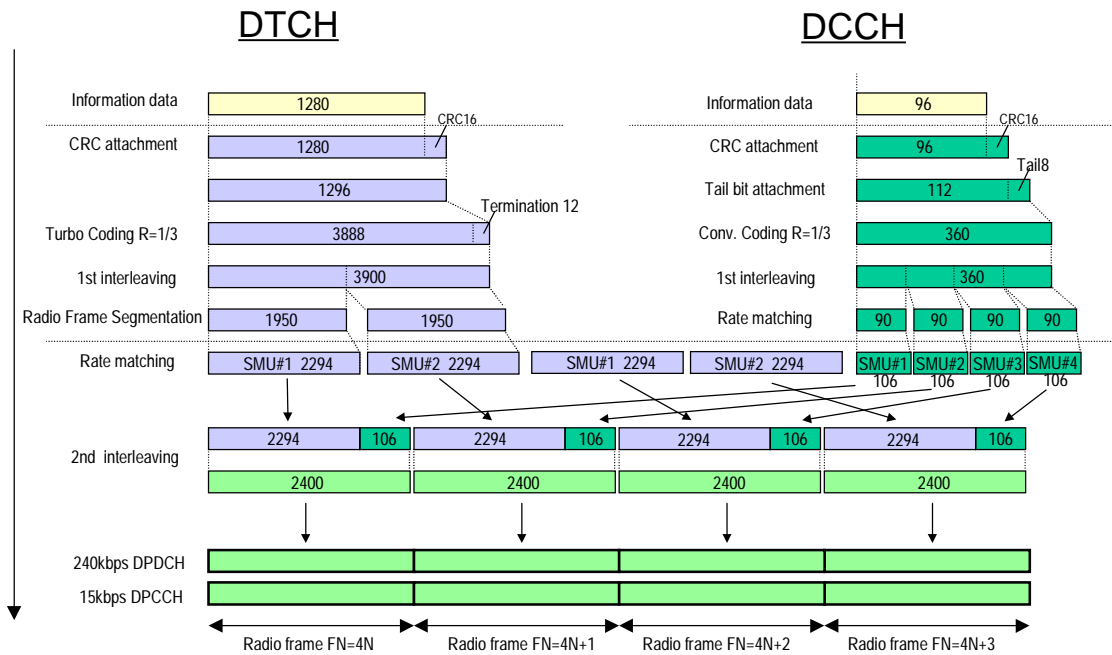 DTCH
DCCH
Information data
1280
Information data
96
CRC16
CRC16
CRC attachment
1280
CRC attachment
96
Tail8
1296
Tail bit attachment
112
Termination 12
Turbo Coding R=1/3
3888
Conv. Coding R=1/3
360
1st interleaving
3900
1st interleaving
360
Radio Frame Segmentation
1950
1950
Rate matching
90
90
90
90
Rate matching
SMU#1 2294
SMU#2 2294
SMU#1 2294
SMU#2 2294
SMU#1
SMU#2
SMU#3
SMU#4
106
106
106
106
2nd interleaving
2294
106
2294
106
2294
106
2294
106
2400
2400
2400
2400
240kbps DPDCH
15kbps DPCCH
Radio frame FN=4N
Radio frame FN=4N+1
Radio frame FN=4N+2
Radio frame FN=4N+3